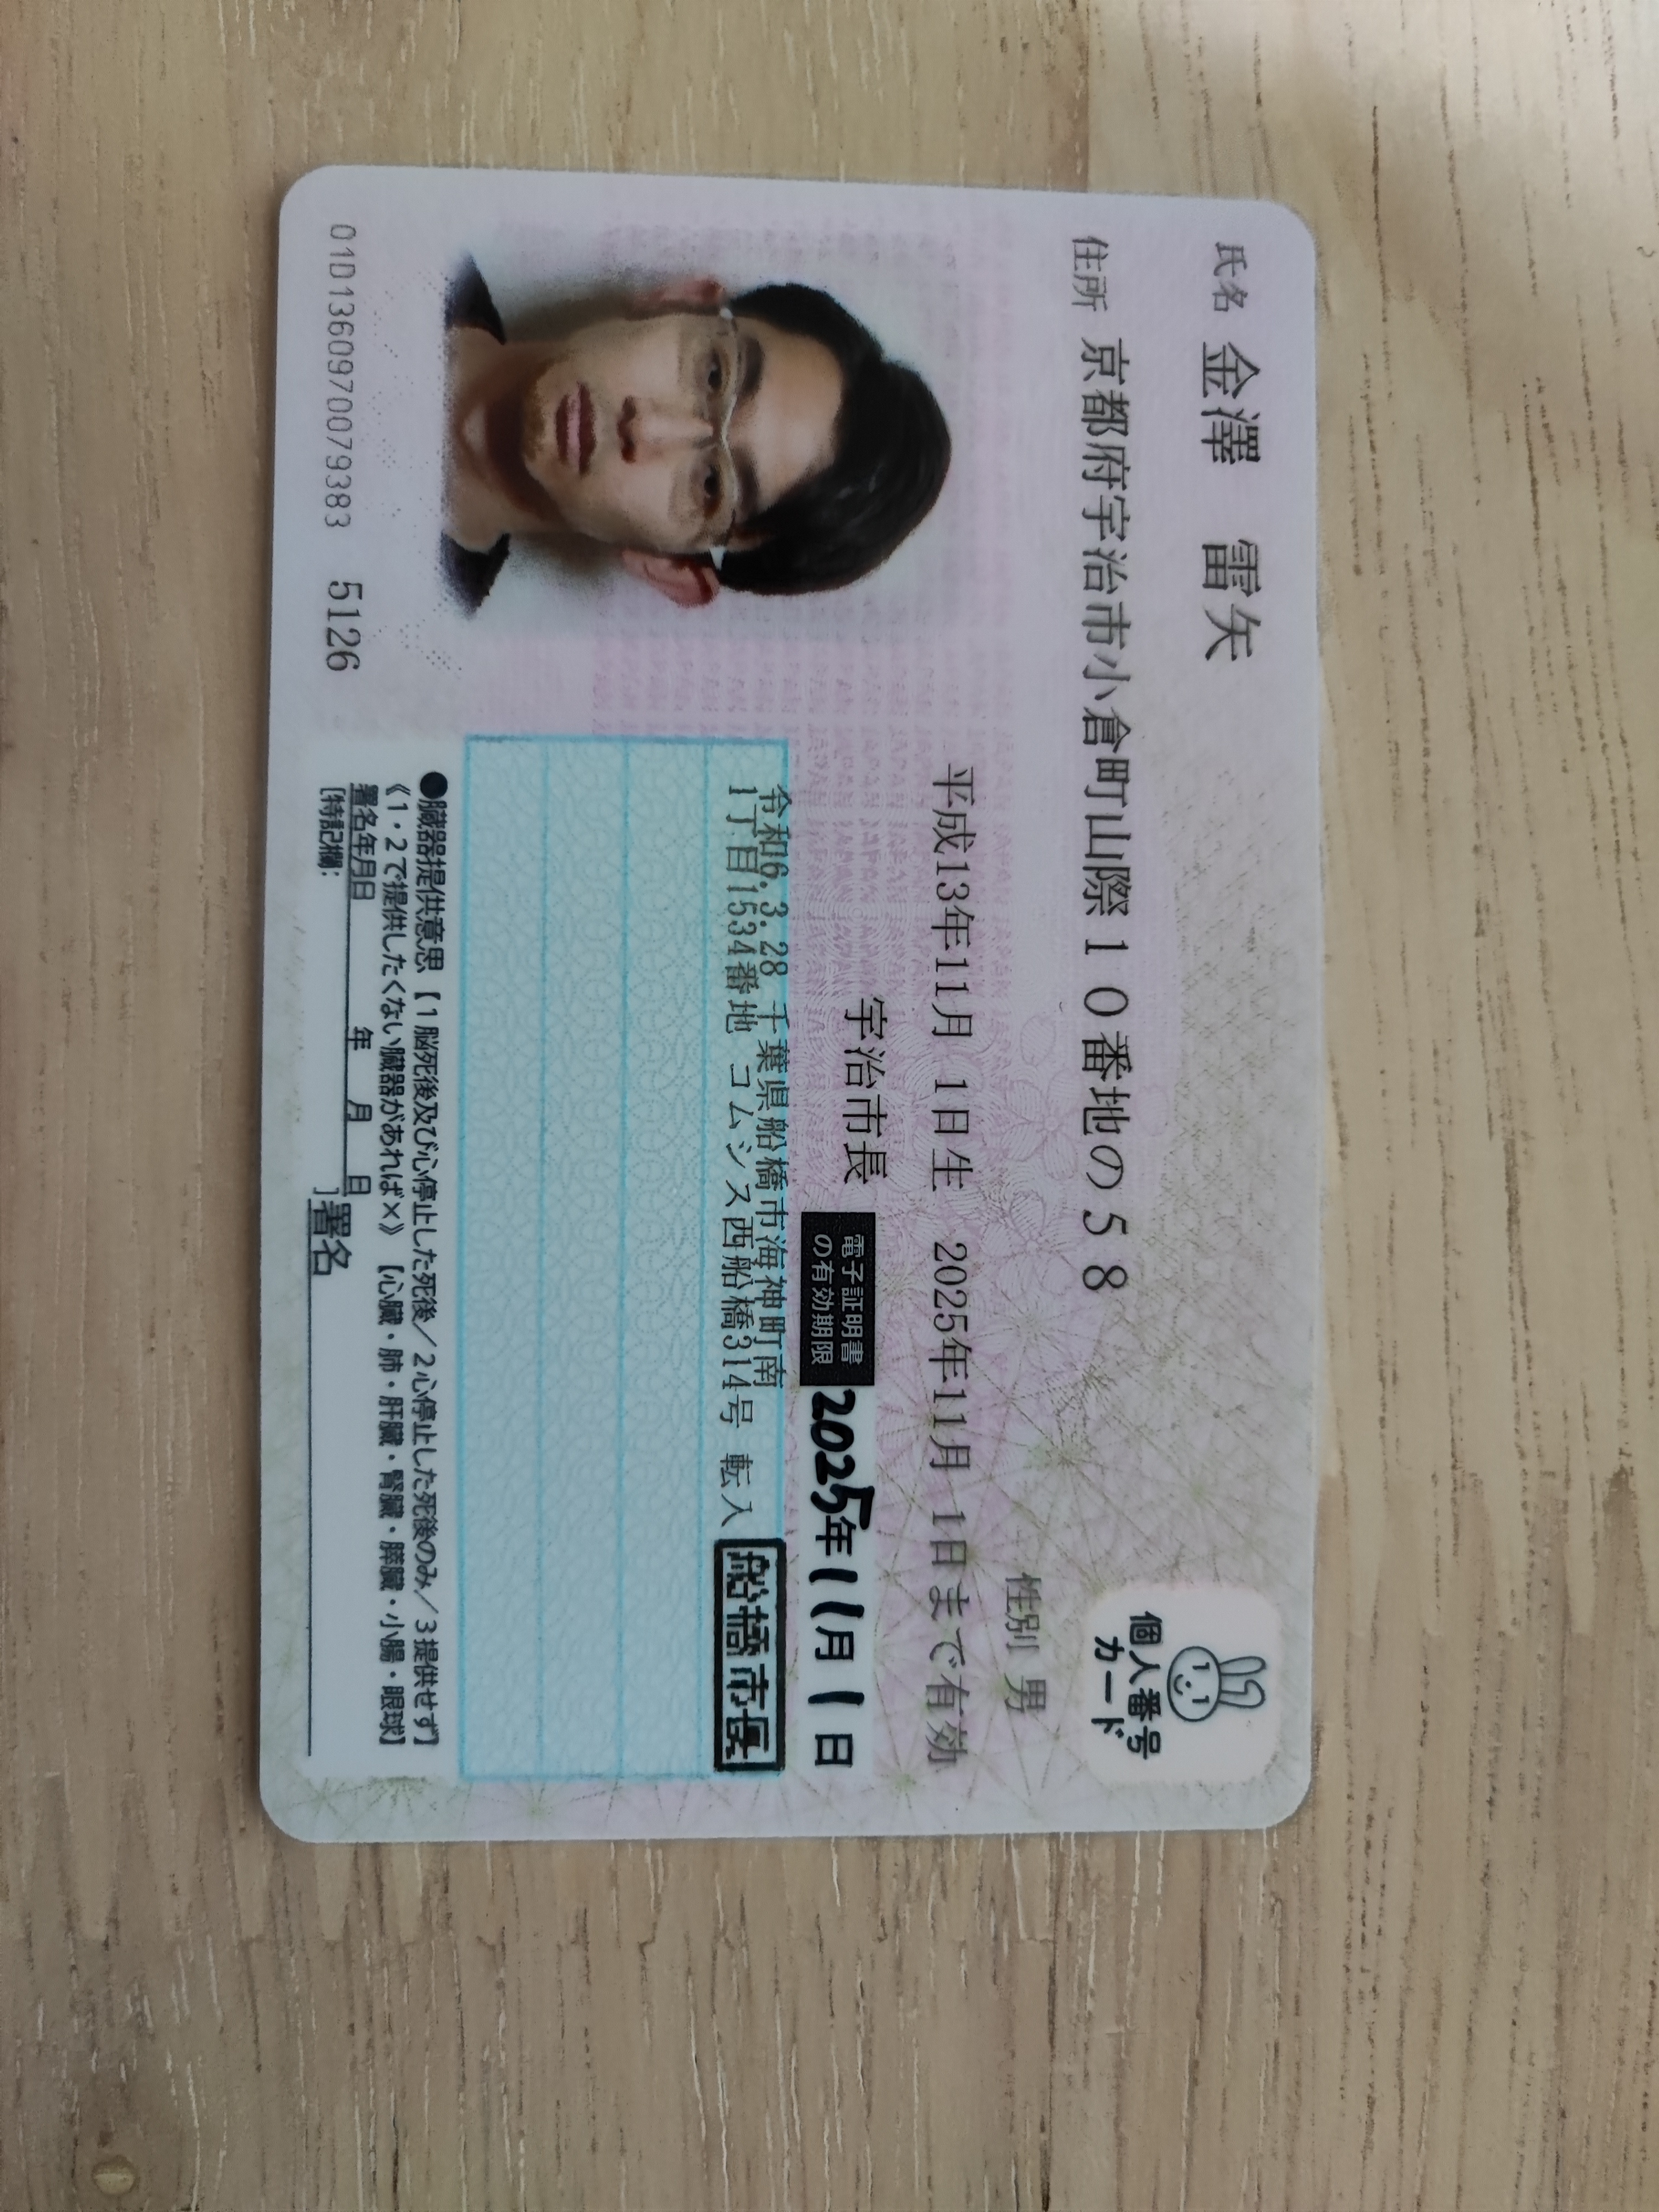 氏名 金澤 雷矢
住所 京都府宇治市小倉町山際10番地の58
個人番号
カード
性別 男
平成13年11月 1日生 2025年11月 1日まで有効
宇治市長
電子証明書
の有効期限
2025年11月1日
令和6.3.28 千葉県船橋市海神町南
1丁目1534番地 コムシス西船橋314号 転入
船橋市長
●臓器提供意思【1 脳死後及び心停止した死後/2心停止した死後のみ/3提供せず】
《1・2で提供したくない臓器があれば×》【心臓・肺・肝臓・腎臓・膵臓・小腸・眼球】
署名年月日 年 月 日
[特記欄: ]署名
01D1360970079383 5126